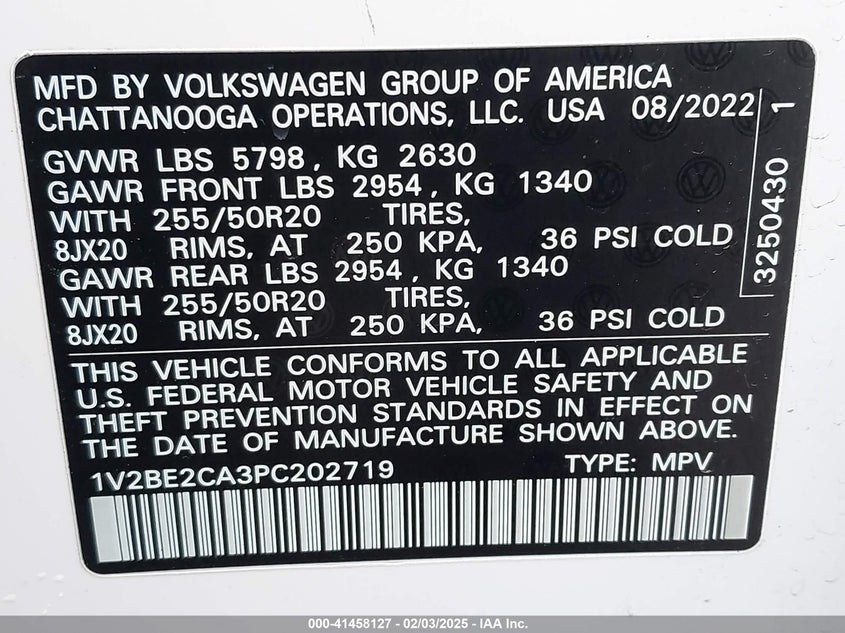 MFD BY VOLKSWAGEN GROUP OF AMERICA
CHATTANOOGA OPERATIONS, LLC. USA 08/2022
GVWR LBS 5798, KG 2630
GAWR FRONT LBS 2954, KG 1340
WITH 255/50R20 TIRES,
8JX20 RIMS, AT 250 KPA, 36 PSI COLD
GAWR REAR LBS 2954, KG 1340
WITH 255/50R20 TIRES,
8JX20 RIMS, AT 250 KPA, 36 PSI COLD
3250430 1
THIS VEHICLE CONFORMS TO ALL APPLICABLE
U.S. FEDERAL MOTOR VEHICLE SAFETY AND
THEFT PREVENTION STANDARDS IN EFFECT ON
THE DATE OF MANUFACTURE SHOWN ABOVE.
1V2BE2CA3PC202719 TYPE: MPV
000-41458127 - 02/03/2025 - IAA Inc.